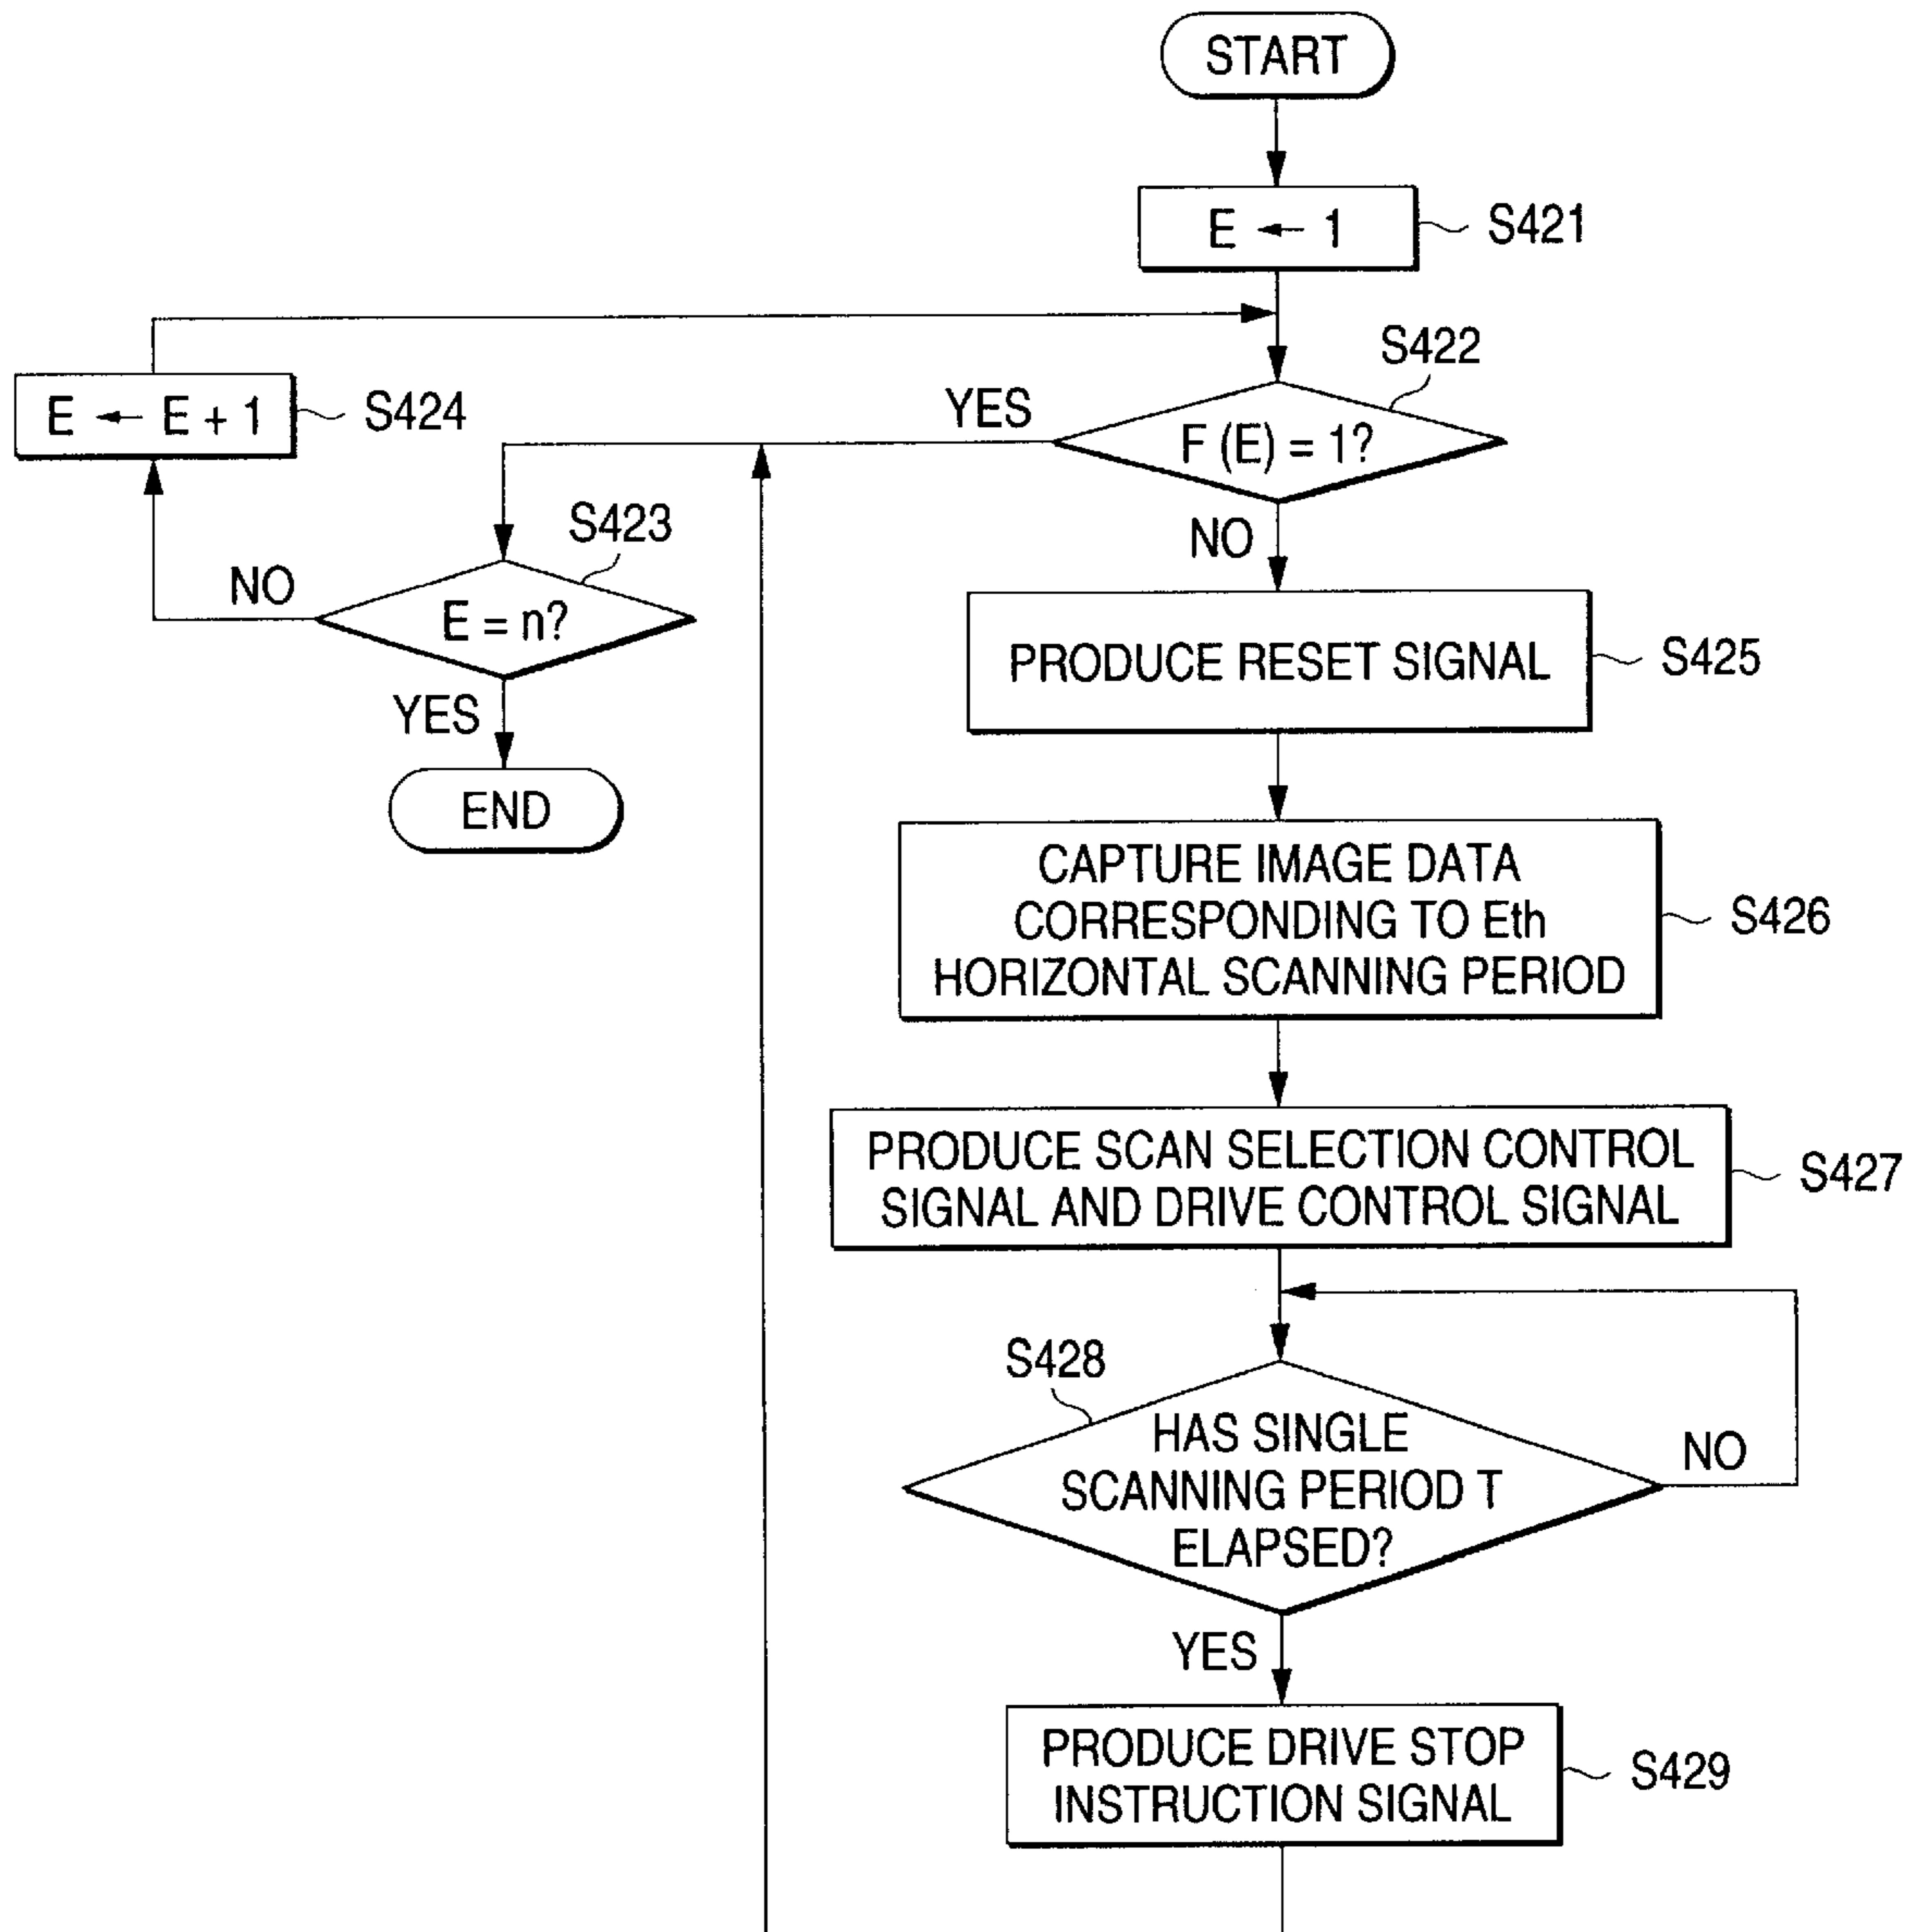 START
E ← 1
S421
S422
E ← E + 1
S424
YES
F (E) = 1?
S423
NO
NO
E = n?
PRODUCE RESET SIGNAL
S425
YES
END
CAPTURE IMAGE DATA
CORRESPONDING TO Eth
HORIZONTAL SCANNING PERIOD
S426
PRODUCE SCAN SELECTION CONTROL
SIGNAL AND DRIVE CONTROL SIGNAL
S427
S428
HAS SINGLE
SCANNING PERIOD T
ELAPSED?
NO
YES
PRODUCE DRIVE STOP
INSTRUCTION SIGNAL
S429